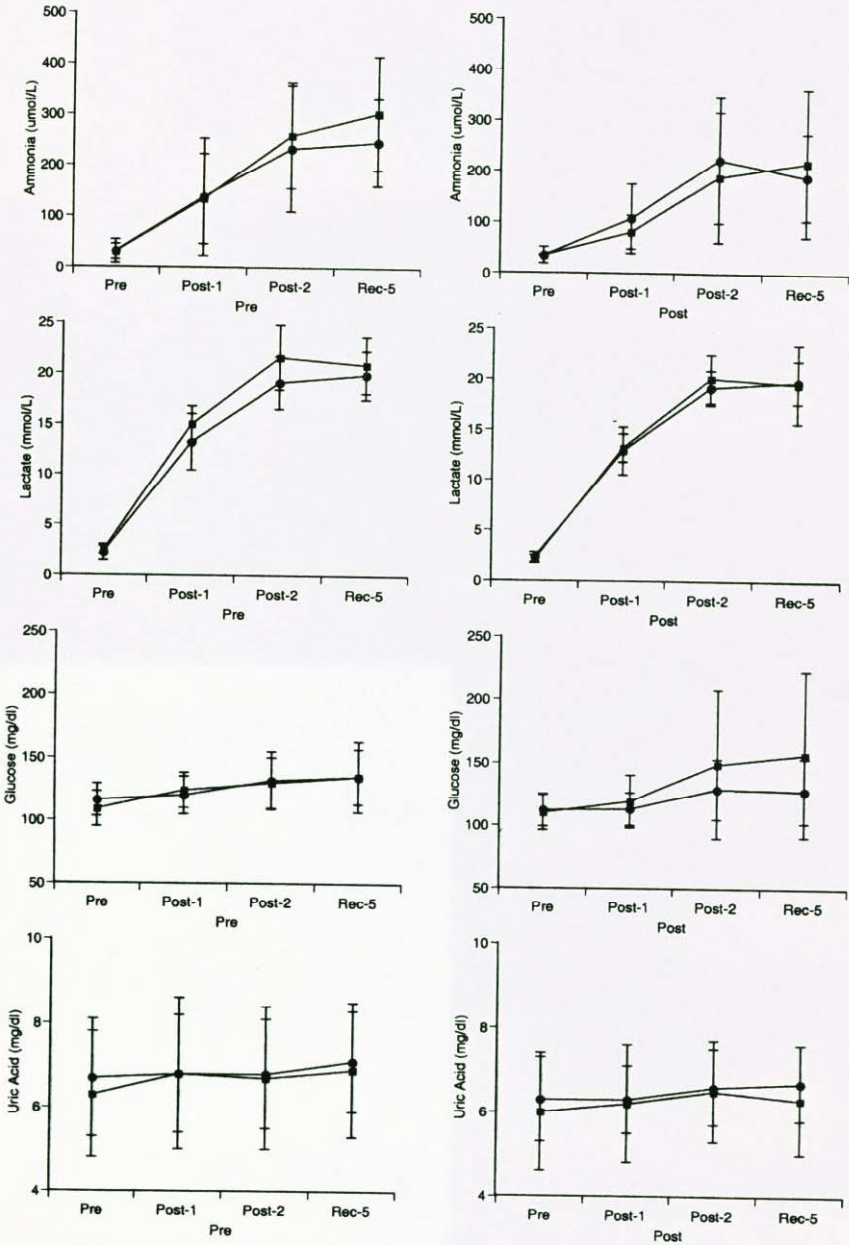 Ammonia (umol/L)
500
400
300
200
100
0
Pre Post-1 Post-2 Rec-5
Pre
Ammonia (umol/L)
500
400
300
200
100
0
Pre Post-1 Post-2 Rec-5
Post
Lactate (mmol/L)
25
20
15
10
5
0
Pre Post-1 Post-2 Rec-5
Pre
Lactate (mmol/L)
25
20
15
10
5
0
Pre Post-1 Post-2 Rec-5
Post
Glucose (mg/dl)
250
200
150
100
50
Pre Post-1 Post-2 Rec-5
Pre
Glucose (mg/dl)
250
200
150
100
50
Pre Post-1 Post-2 Rec-5
Post
Uric Acid (mg/dl)
10
8
6
4
Pre Post-1 Post-2 Rec-5
Pre
Uric Acid (mg/dl)
10
8
6
4
Pre Post-1 Post-2 Rec-5
Post